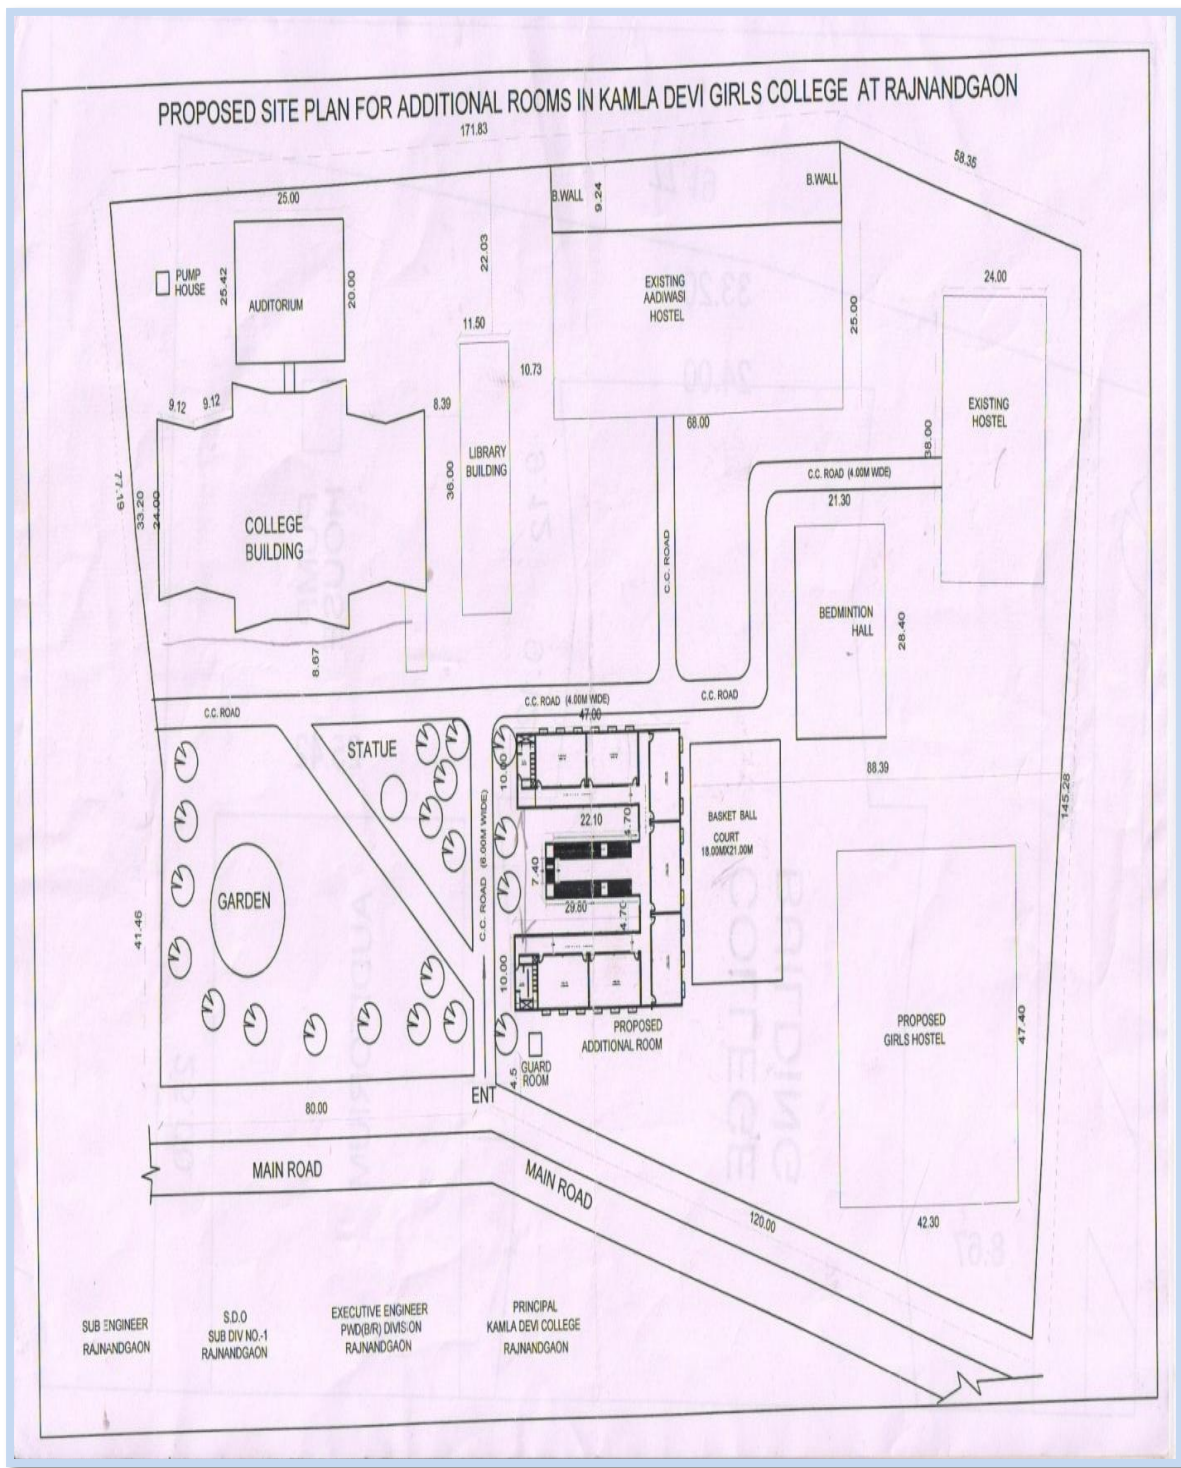 PROPOSED SITE PLAN FOR ADDITIONAL ROOMS IN KAMLA DEVI GIRLS COLLEGE AT RAJNANDGAON
171.83
58.35
25.00
B.WALL
9.24
B.WALL
PUMP
HOUSE
25.42
AUDITORIUM
20.00
22.03
EXISTING
AADIWASI
HOSTEL
25.00
24.00
11.50
10.73
9.12
9.12
8.39
68.00
38.00
EXISTING
HOSTEL
LIBRARY
BUILDING
36.00
77.19
33.20
24.00
COLLEGE
BUILDING
C.C. ROAD (4.00M WIDE)
21.30
C.C. ROAD
BEDMINTION
HALL
28.40
8.67
C.C. ROAD
C.C. ROAD (4.00M WIDE)
C.C. ROAD
47.00
STATUE
10.00
88.39
145.28
C.C. ROAD (6.00M WIDE)
22.10
4.70
BASKET BALL
COURT
18.00MX21.00M
7.40
29.60
4.70
GARDEN
41.46
10.00
PROPOSED
ADDITIONAL ROOM
PROPOSED
GIRLS HOSTEL
47.40
GUARD
ROOM
4.5
ENT
80.00
MAIN ROAD
MAIN ROAD
120.00
42.30
SUB ENGINEER
RAJNANDGAON
S.D.O
SUB DIV NO.-1
RAJNANDGAON
EXECUTIVE ENGINEER
PWD(B/R) DIVISION
RAJNANDGAON
PRINCIPAL
KAMLA DEVI COLLEGE
RAJNANDGAON